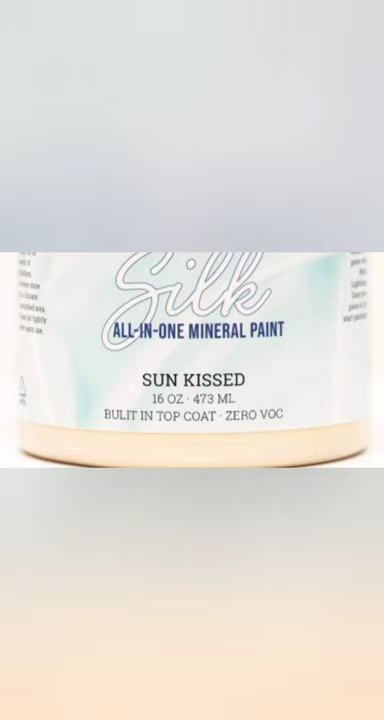 Silk
ALL-IN-ONE MINERAL PAINT
SUN KISSED
16 OZ · 473 ML
BULIT IN TOP COAT · ZERO VOC